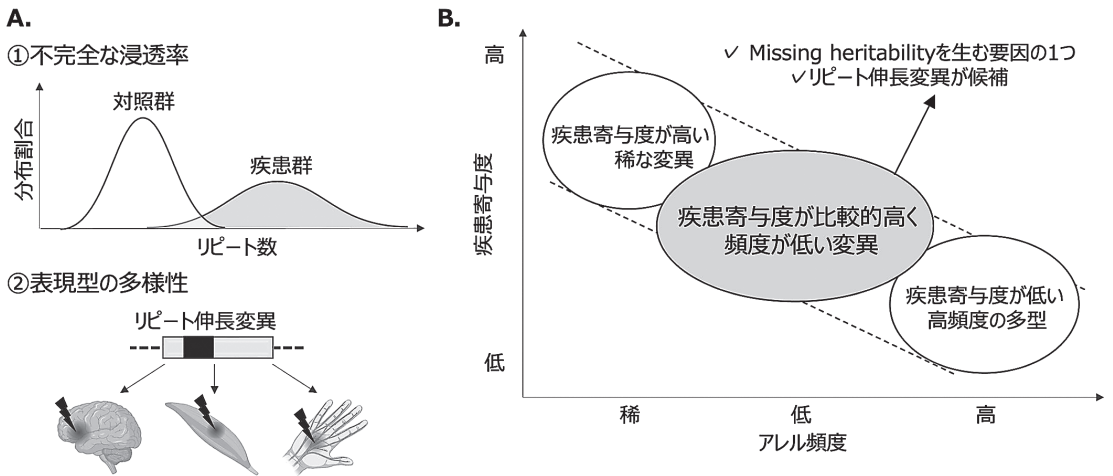 A.
①不完全な浸透率
対照群
疾患群
分布割合
リピート数
②表現型の多様性
リピート伸長変異
B.
高
✓ Missing heritabilityを生む要因の1つ
✓リピート伸長変異が候補
疾患寄与度が高い
稀な変異
疾患寄与度
疾患寄与度が比較的高く
頻度が低い変異
疾患寄与度が低い
高頻度の多型
低
稀
低
高
アレル頻度